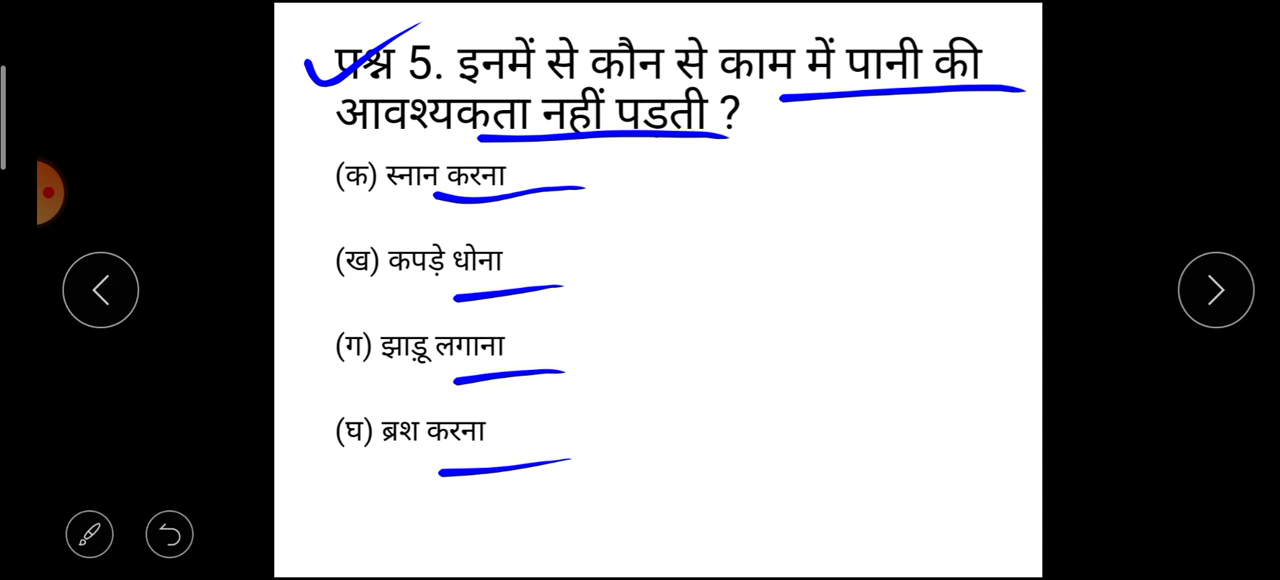 प्रश्न 5. इनमें से कौन से काम में पानी की
आवश्यकता नहीं पडती ?
(क) स्नान करना
(ख) कपड़े धोना
(ग) झाड़ू लगाना
(घ) ब्रश करना